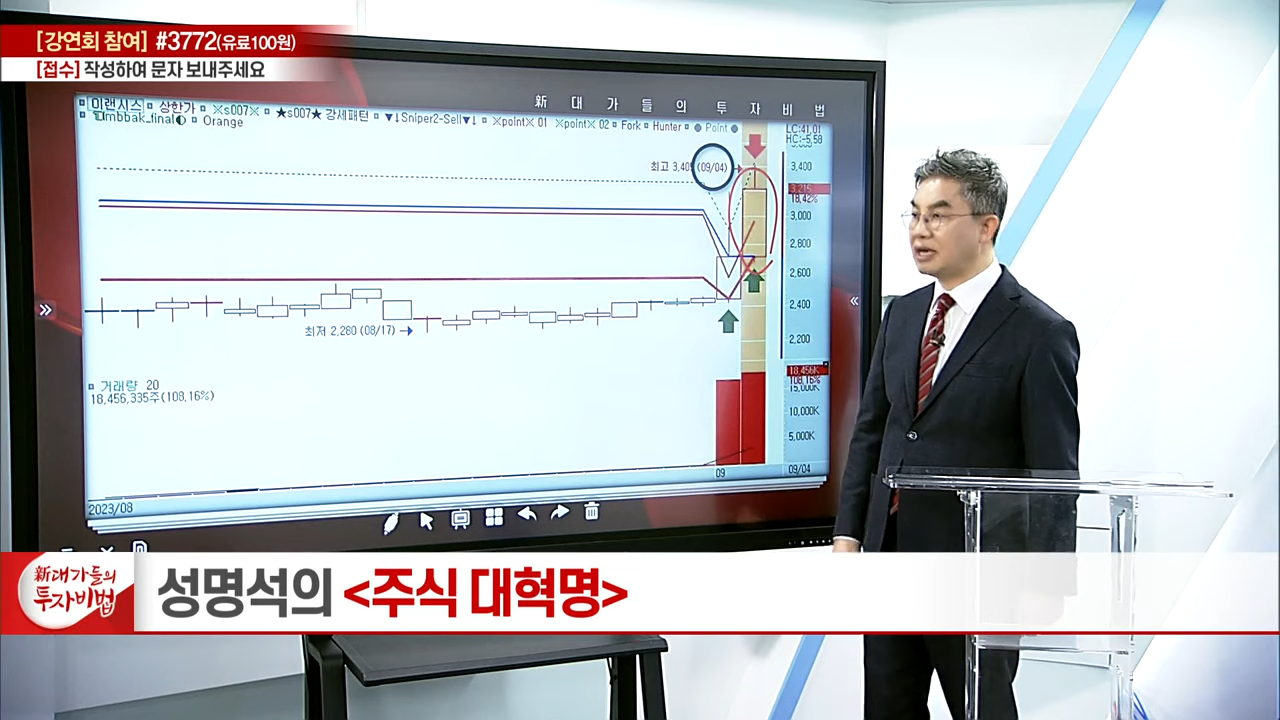 [강연회 참여] #3772(유료100원)
[접수] 작성하여 문자 보내주세요
新 대 가 들 의 투 자 비 법
이랜시스 상한가 ※s007※ ★s007★ 강세패턴 ▼↓Sniper2-Sell▼↓ ※point※ 01 ※point※ 02 Fork Hunter Point
mbbak_final Orange
LC:41,01
HC:-5,58
최고 3,405 (09/04)
3,400
3,215
18,42%
3,000
2,800
2,600
2,400
2,200
최저 2,280 (08/17)
거래량 20
18,456,335주(108,16%)
18,456K
108,16%
15,000K
10,000K
5,000K
2023/08
09
09/04
新대가들의
투자비법
성명석의 <주식 대혁명>